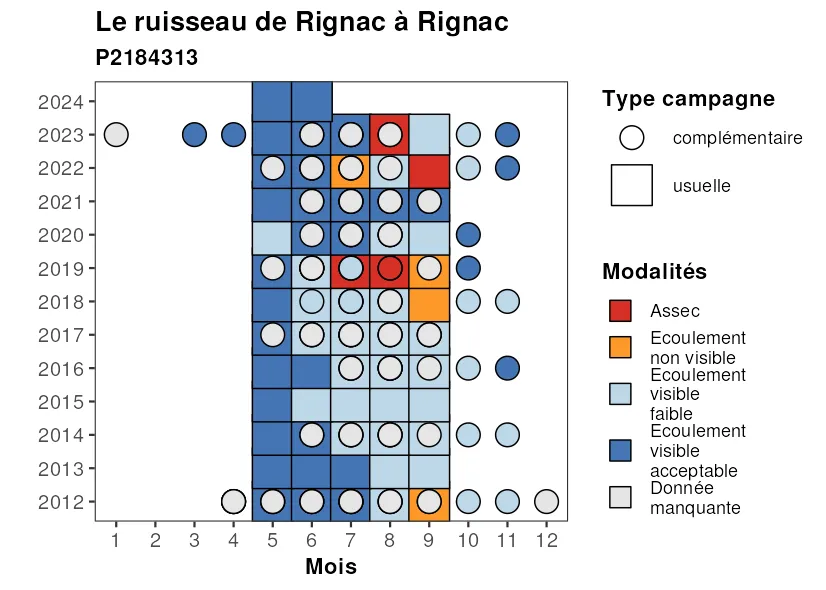 Le ruisseau de Rignac à Rignac
P2184313
2024
2023
2022
2021
2020
2019
2018
2017
2016
2015
2014
2013
2012
1 2 3 4 5 6 7 8 9 10 11 12
Mois
Type campagne
complémentaire
usuelle
Modalités
Assec
Ecoulement
non visible
Ecoulement
visible
faible
Ecoulement
visible
acceptable
Donnée
manquante